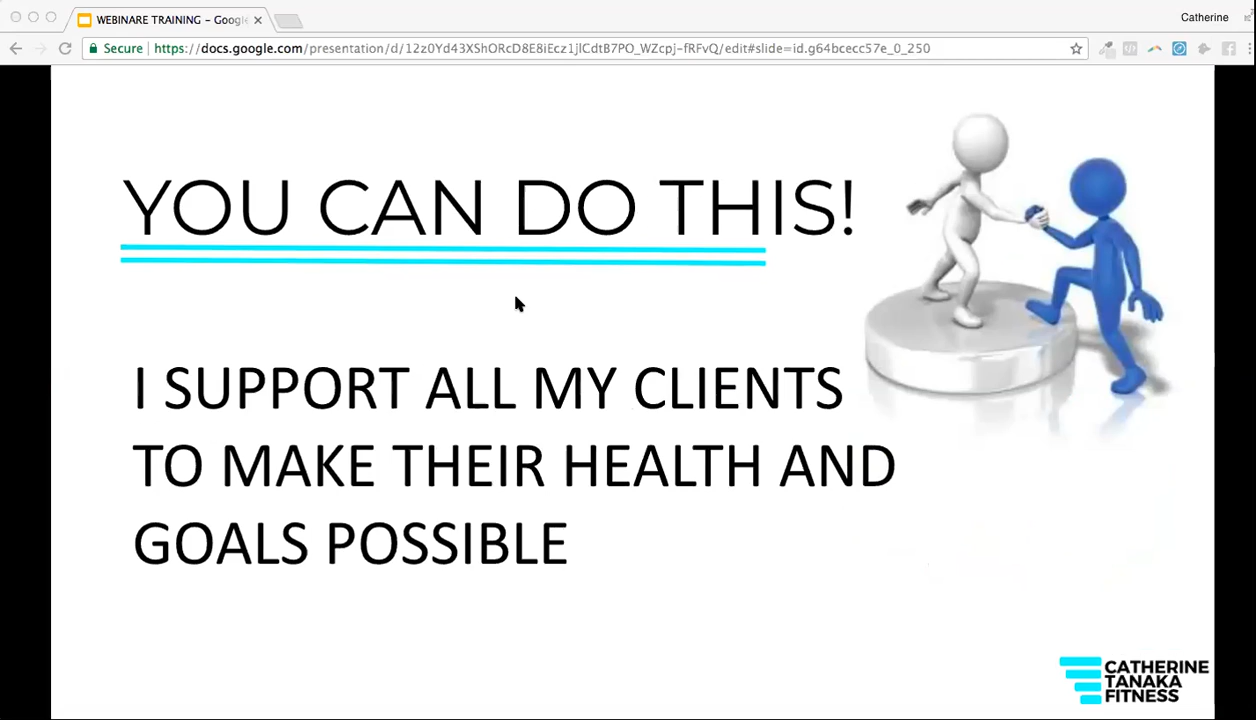 WEBINARE TRAINING - Google
Catherine
Secure
https://docs.google.com/presentation/d/12z0Yd43XShORcD8E8iEcz1jlCdtB7PO_WZcpj-fRFvQ/edit#slide=id.g64bcecc57e_0_250
YOU CAN DO THIS!
I SUPPORT ALL MY CLIENTS
TO MAKE THEIR HEALTH AND
GOALS POSSIBLE
CATHERINE
TANAKA
FITNESS